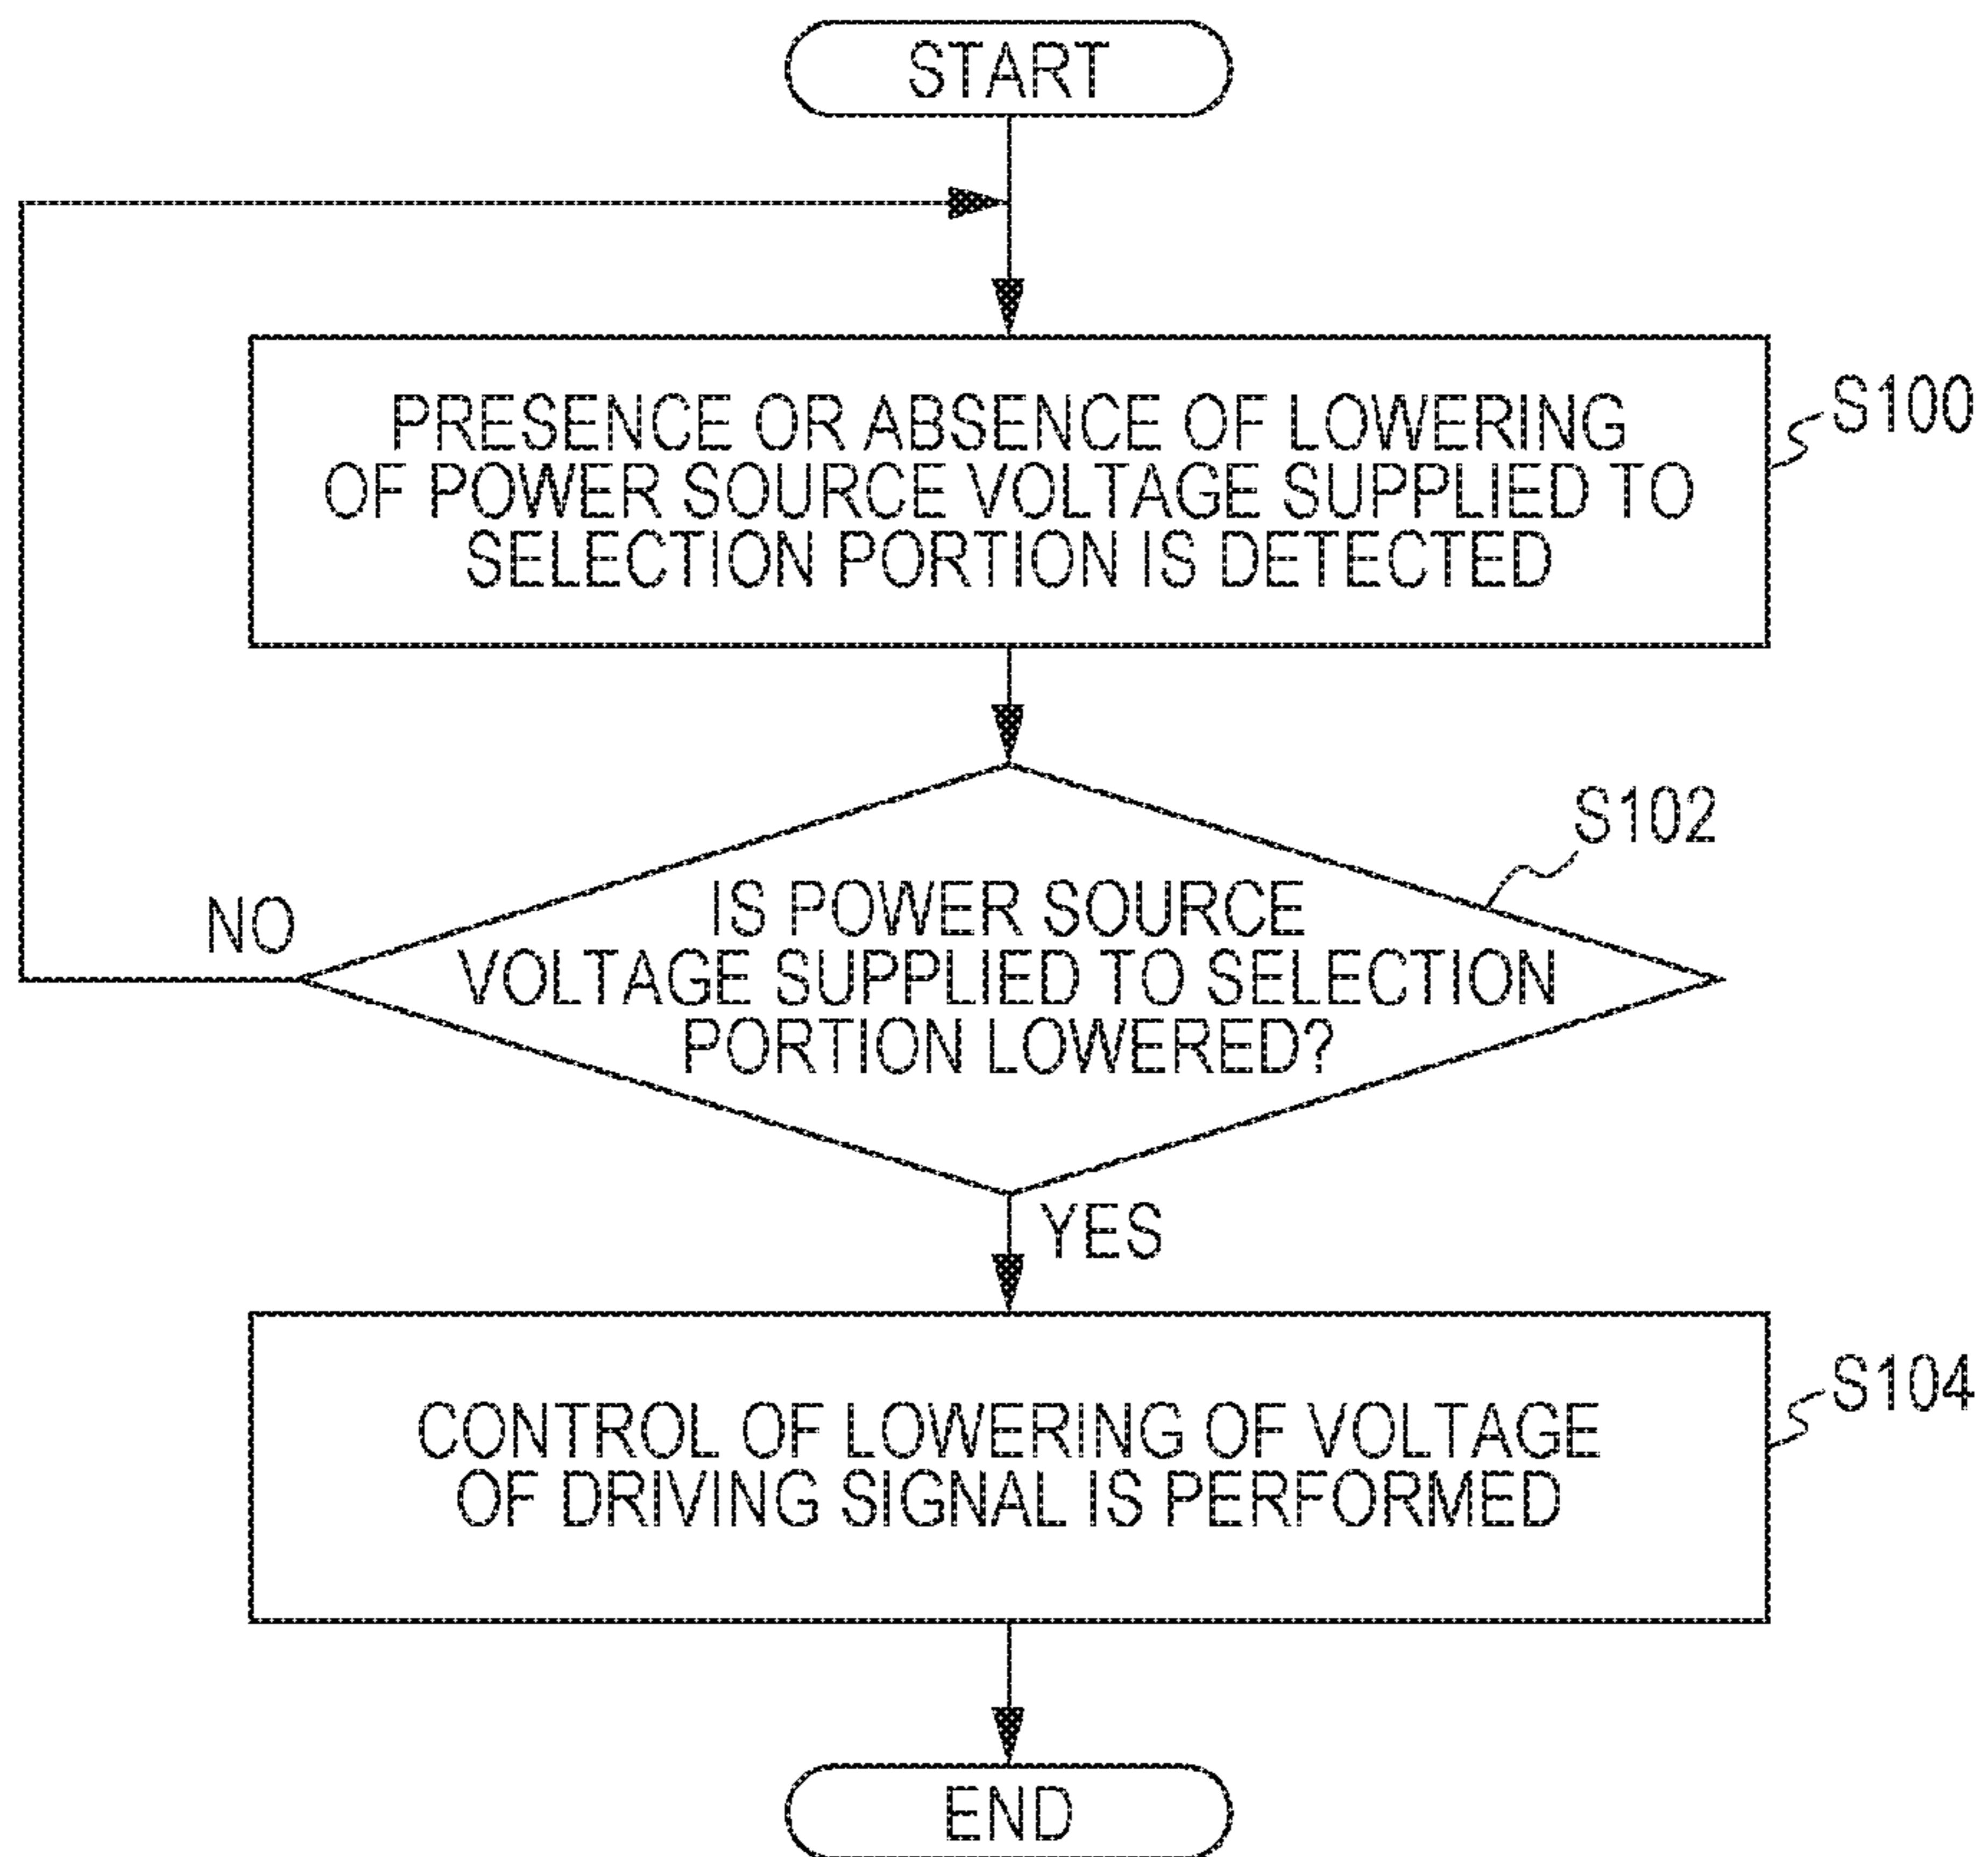 START
PRESENCE OR ABSENCE OF LOWERING
OF POWER SOURCE VOLTAGE SUPPLIED TO
SELECTION PORTION IS DETECTED
S100
S102
IS POWER SOURCE
VOLTAGE SUPPLIED TO SELECTION
PORTION LOWERED?
NO
YES
CONTROL OF LOWERING OF VOLTAGE
OF DRIVING SIGNAL IS PERFORMED
S104
END